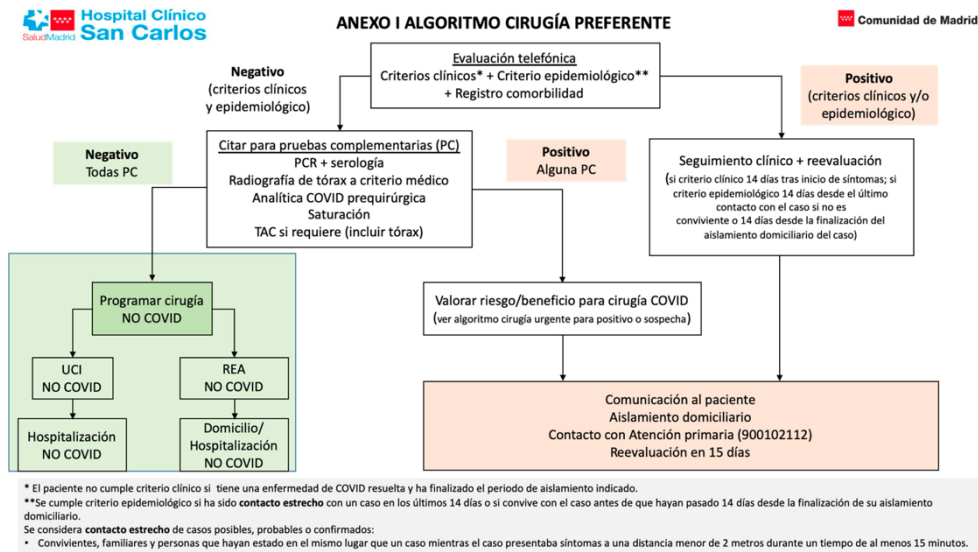 Hospital Clínico
San Carlos
SaludMadrid
ANEXO I ALGORITMO CIRUGÍA PREFERENTE
Comunidad de Madrid
Evaluación telefónica
Criterios clínicos* + Criterio epidemiológico**
+ Registro comorbilidad
Negativo
(criterios clínicos
y epidemiológico)
Positivo
(criterios clínicos y/o
epidemiológico)
Negativo
Todas PC
Citar para pruebas complementarias (PC)
PCR + serología
Radiografía de tórax a criterio médico
Analítica COVID prequirúrgica
Saturación
TAC si requiere (incluir tórax)
Positivo
Alguna PC
Seguimiento clínico + reevaluación
(si criterio clínico 14 días tras inicio de síntomas; si
criterio epidemiológico 14 días desde el último
contacto con el caso si no es
conviviente o 14 días desde la finalización del
aislamiento domiciliario del caso)
Programar cirugía
NO COVID
UCI
NO COVID
REA
NO COVID
Hospitalización
NO COVID
Domicilio/
Hospitalización
NO COVID
Valorar riesgo/beneficio para cirugía COVID
(ver algoritmo cirugía urgente para positivo o sospecha)
Comunicación al paciente
Aislamiento domiciliario
Contacto con Atención primaria (900102112)
Reevaluación en 15 días
* El paciente no cumple criterio clínico si tiene una enfermedad de COVID resuelta y ha finalizado el periodo de aislamiento indicado.
**Se cumple criterio epidemiológico si ha sido contacto estrecho con un caso en los últimos 14 días o si convive con el caso antes de que hayan pasado 14 días desde la finalización de su aislamiento
domiciliario.
Se considera contacto estrecho de casos posibles, probables o confirmados:
• Convivientes, familiares y personas que hayan estado en el mismo lugar que un caso mientras el caso presentaba síntomas a una distancia menor de 2 metros durante un tiempo de al menos 15 minutos.